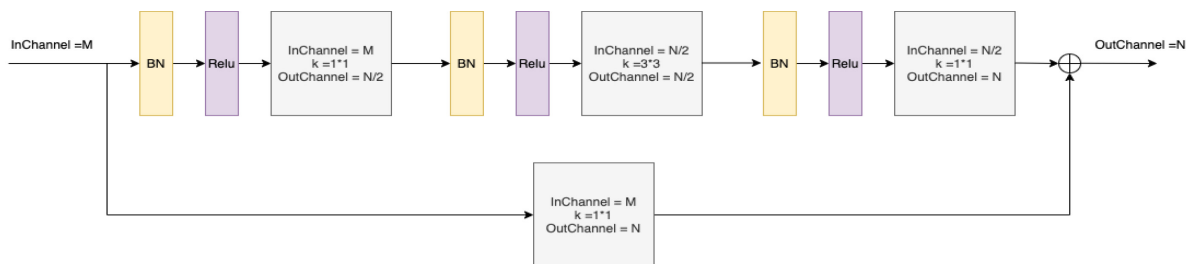 InChannel =M
BN
Relu
InChannel = M
k =1*1
OutChannel = N/2
BN
Relu
InChannel = N/2
k =3*3
OutChannel = N/2
BN
Relu
InChannel = N/2
k =1*1
OutChannel = N
OutChannel =N
InChannel = M
k =1*1
OutChannel = N